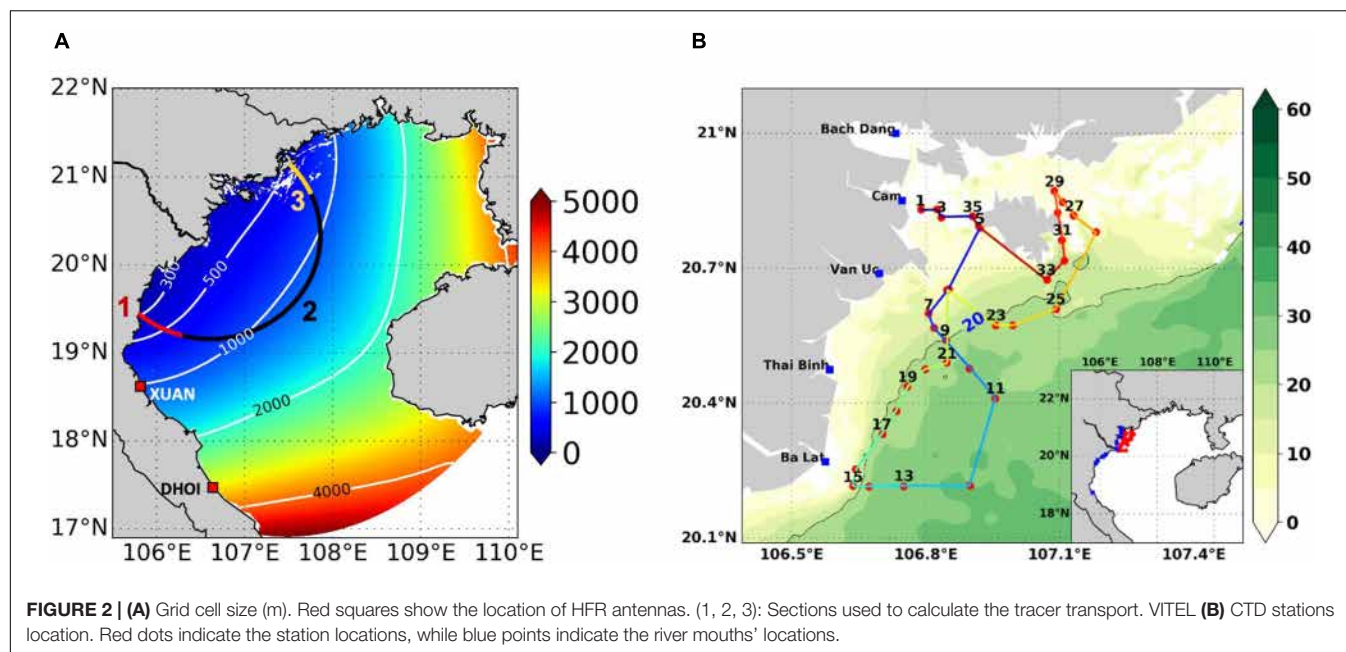 A
22°N
21°N
20°N
19°N
18°N
17°N
106°E
107°E
108°E
109°E
110°E
300
500
1000
2000
4000
1
2
3
XUAN
DHOI
5000
4000
3000
2000
1000
0
B
21°N
20.7°N
20.4°N
20.1°N
106.5°E
106.8°E
107.1°E
107.4°E
Bach Dang
Cam
Van Uc
Thai Binh
Ba Lat
1
3
35
5
29
27
31
33
25
7
9
20
23
21
19
11
17
15
13
106°E
108°E
110°E
22°N
20°N
18°N
60
50
40
30
20
10
0
FIGURE 2 | (A) Grid cell size (m). Red squares show the location of HFR antennas. (1, 2, 3): Sections used to calculate the tracer transport. VITEL (B) CTD stations
location. Red dots indicate the station locations, while blue points indicate the river mouths' locations.